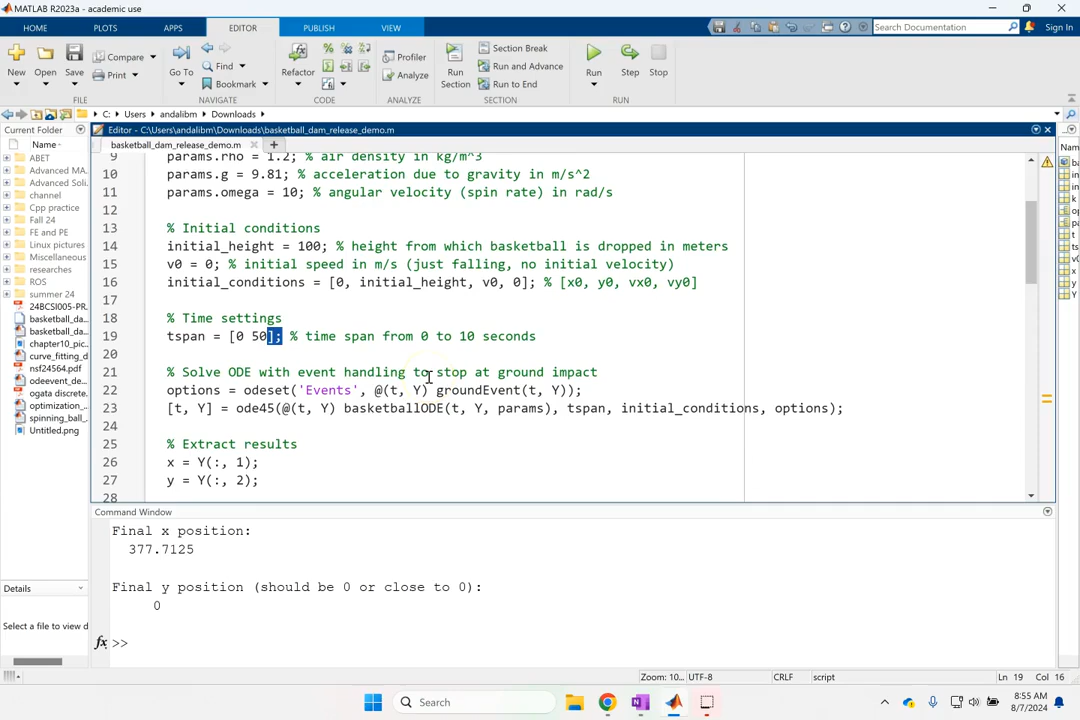 MATLAB R2023a - academic use
HOME PLOTS APPS EDITOR PUBLISH VIEW Search Documentation Sign In
New Open Save Compare Print Go To Find Bookmark Refactor Profiler Analyze Run Section Section Break Run and Advance Run to End Run Step Stop
FILE NAVIGATE CODE ANALYZE SECTION RUN
C: Users andalibm Downloads
Current Folder
Name
ABET
Advanced MA
Advanced Soli
channel
Cpp practice
Fall 24
FE and PE
Linux pictures
Miscellaneous
researches
ROS
summer 24
24BCSI005-PR
basketball_da
basketball_da
chapter10_pic
curve_fitting_d
nsf24564.pdf
odeevent_der
ogata discrete
optimization_
spinning_ball_
Untitled.png
Details
Select a file to view d
Editor - C:\Users\andalibm\Downloads\basketball_dam_release_demo.m
basketball_dam_release_demo.m
9 params.rho = 1.2; % air density in kg/m^3
10 params.g = 9.81; % acceleration due to gravity in m/s^2
11 params.omega = 10; % angular velocity (spin rate) in rad/s
12
13 % Initial conditions
14 initial_height = 100; % height from which basketball is dropped in meters
15 v0 = 0; % initial speed in m/s (just falling, no initial velocity)
16 initial_conditions = [0, initial_height, v0, 0]; % [x0, y0, vx0, vy0]
17
18 % Time settings
19 tspan = [0 50]; % time span from 0 to 10 seconds
20
21 % Solve ODE with event handling to stop at ground impact
22 options = odeset('Events', @(t, Y) groundEvent(t, Y));
23 [t, Y] = ode45(@(t, Y) basketballODE(t, Y, params), tspan, initial_conditions, options);
24
25 % Extract results
26 x = Y(:, 1);
27 y = Y(:, 2);
28
Command Window
Final x position:
377.7125
Final y position (should be 0 or close to 0):
0
fx >>
Nam
ba
in
in
k
op
pa
t
ts
v0
x
y
Y
Zoom: 10... UTF-8 CRLF script Ln 19 Col 16
Search
8:55 AM
8/7/2024